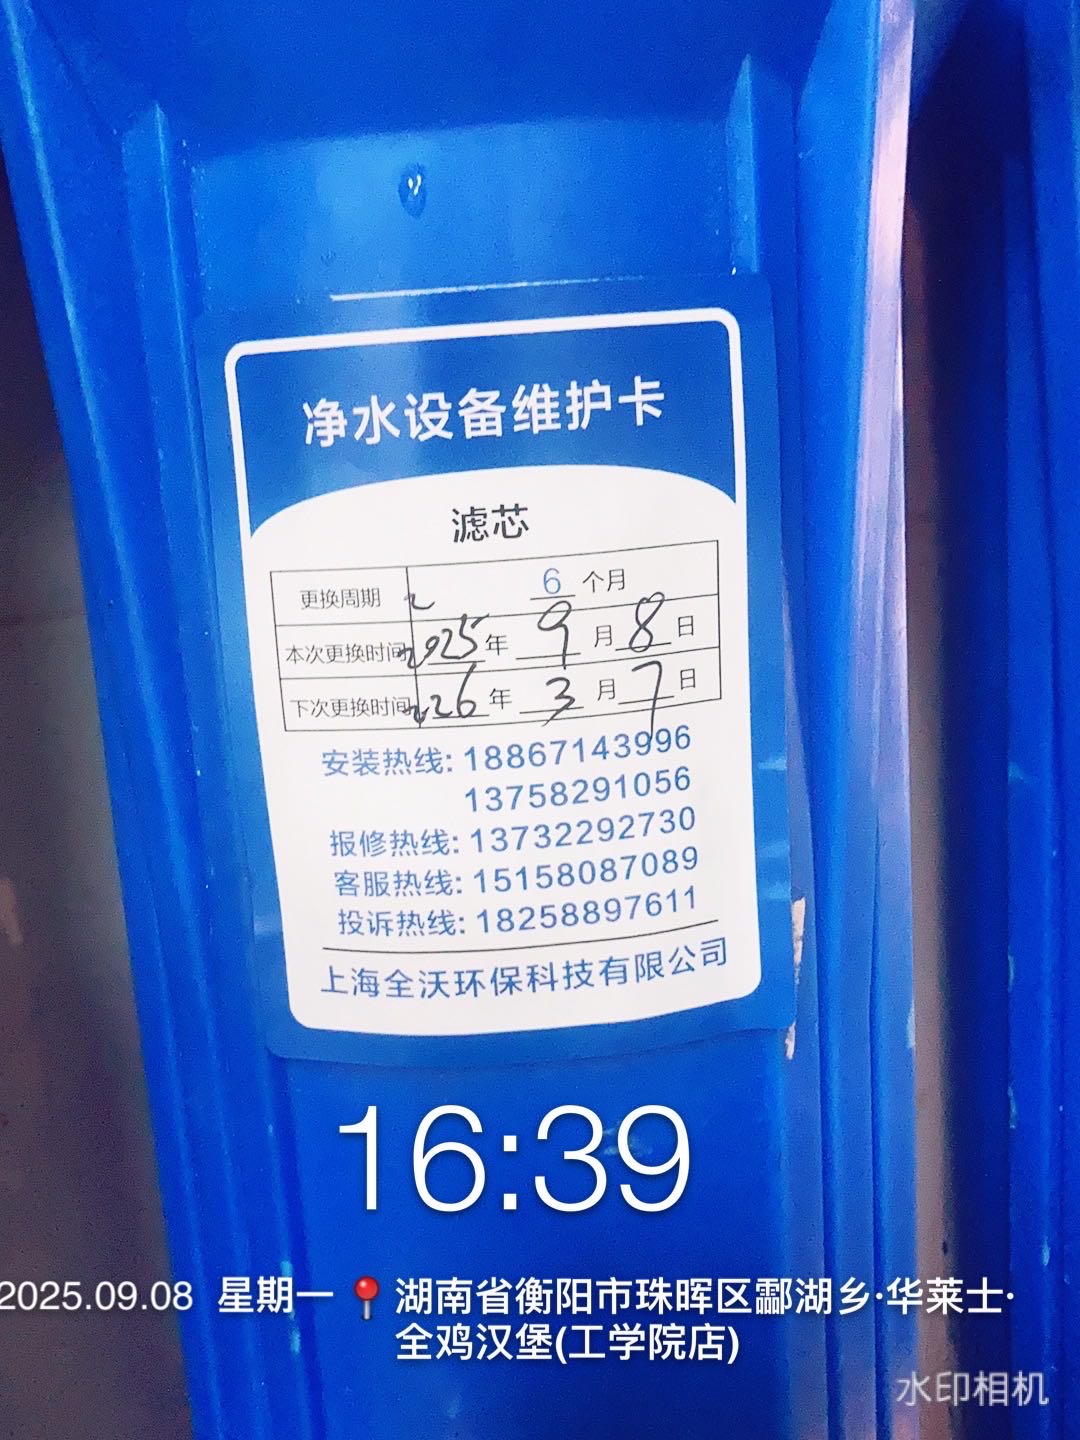 净水设备维护卡
滤芯
更换周期 6 个月
本次更换时间 2025 年 9 月 8 日
下次更换时间 226 年 3 月 7 日
安装热线: 18867143996
13758291056
报修热线: 13732292730
客服热线: 15158087089
投诉热线: 18258897611
上海全沃环保科技有限公司
16:39
2025.09.08 星期一 湖南省衡阳市珠晖区酃湖乡·华莱士·
全鸡汉堡(工学院店)
水印相机